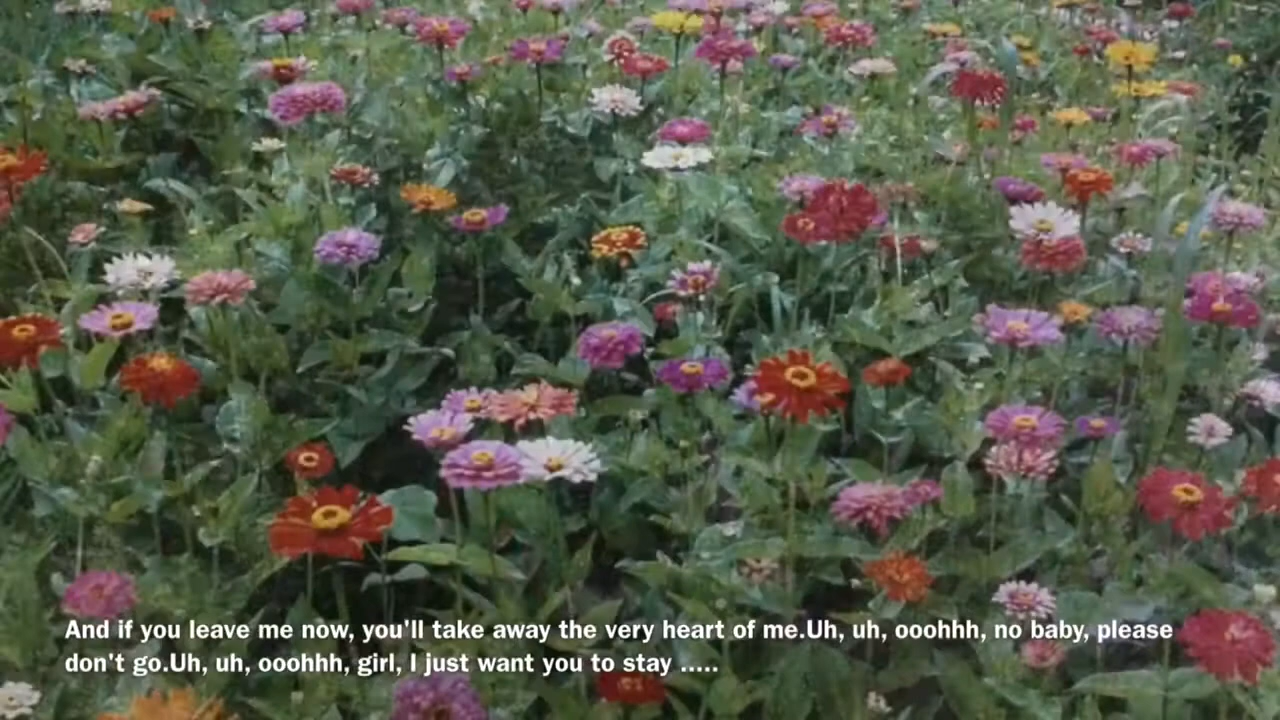 And if you leave me now, you'll take away the very heart of me.Uh, uh, ooohhh, no baby, please
don't go.Uh, uh, ooohhh, girl, I just want you to stay .....